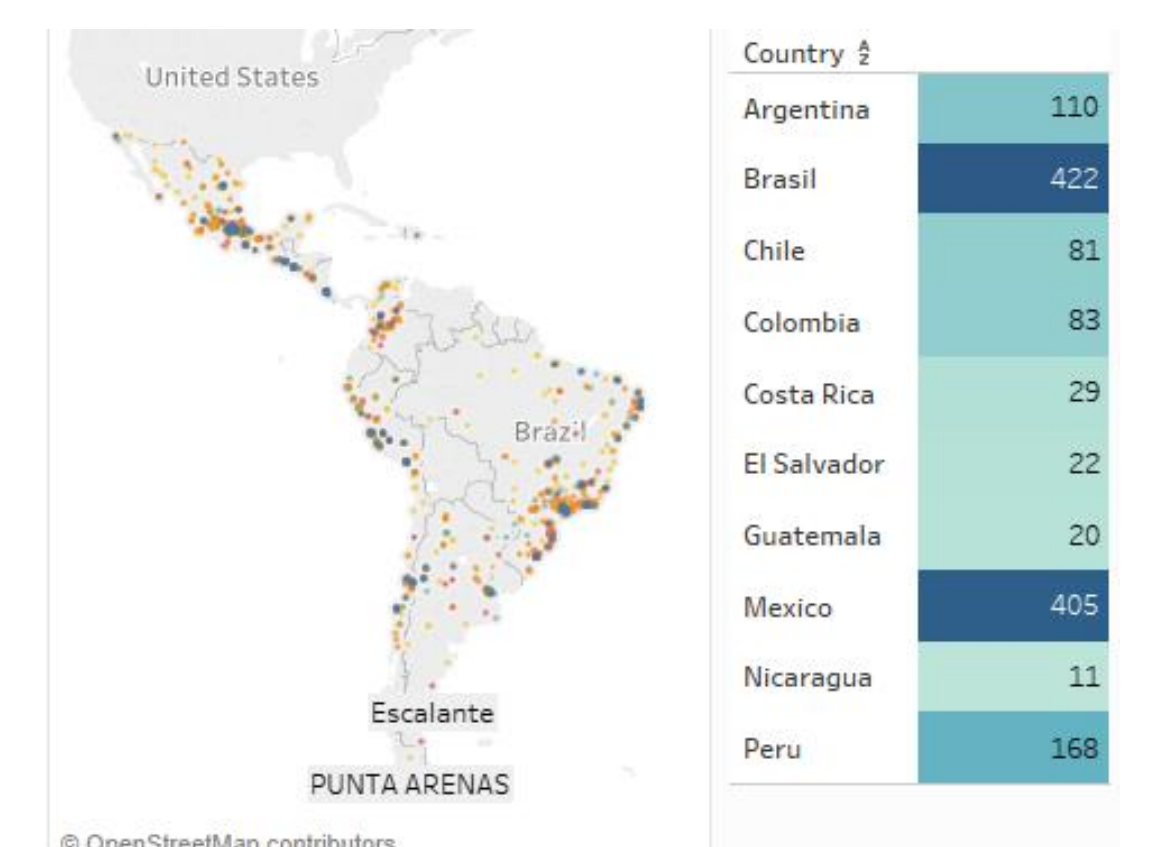 United States
Brazil
Escalante
PUNTA ARENAS
© OpenStreetMap contributors
Country
Argentina 110
Brasil 422
Chile 81
Colombia 83
Costa Rica 29
El Salvador 22
Guatemala 20
Mexico 405
Nicaragua 11
Peru 168